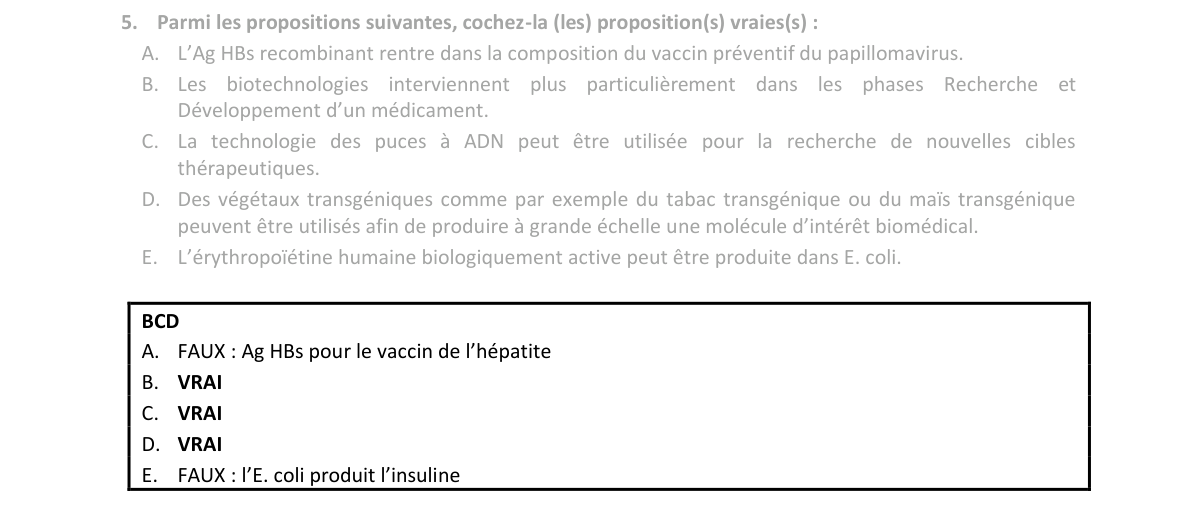 5. Parmi les propositions suivantes, cochez-la (les) proposition(s) vraies(s) :
A. L’Ag HBs recombinant rentre dans la composition du vaccin préventif du papillomavirus.
B. Les biotechnologies interviennent plus particulièrement dans les phases Recherche et
Développement d’un médicament.
C. La technologie des puces à ADN peut être utilisée pour la recherche de nouvelles cibles
thérapeutiques.
D. Des végétaux transgéniques comme par exemple du tabac transgénique ou du maïs transgénique
peuvent être utilisés afin de produire à grande échelle une molécule d’intérêt biomédical.
E. L’érythropoïétine humaine biologiquement active peut être produite dans E. coli.
BCD
A. FAUX : Ag HBs pour le vaccin de l’hépatite
B. VRAI
C. VRAI
D. VRAI
E. FAUX : l’E. coli produit l’insuline